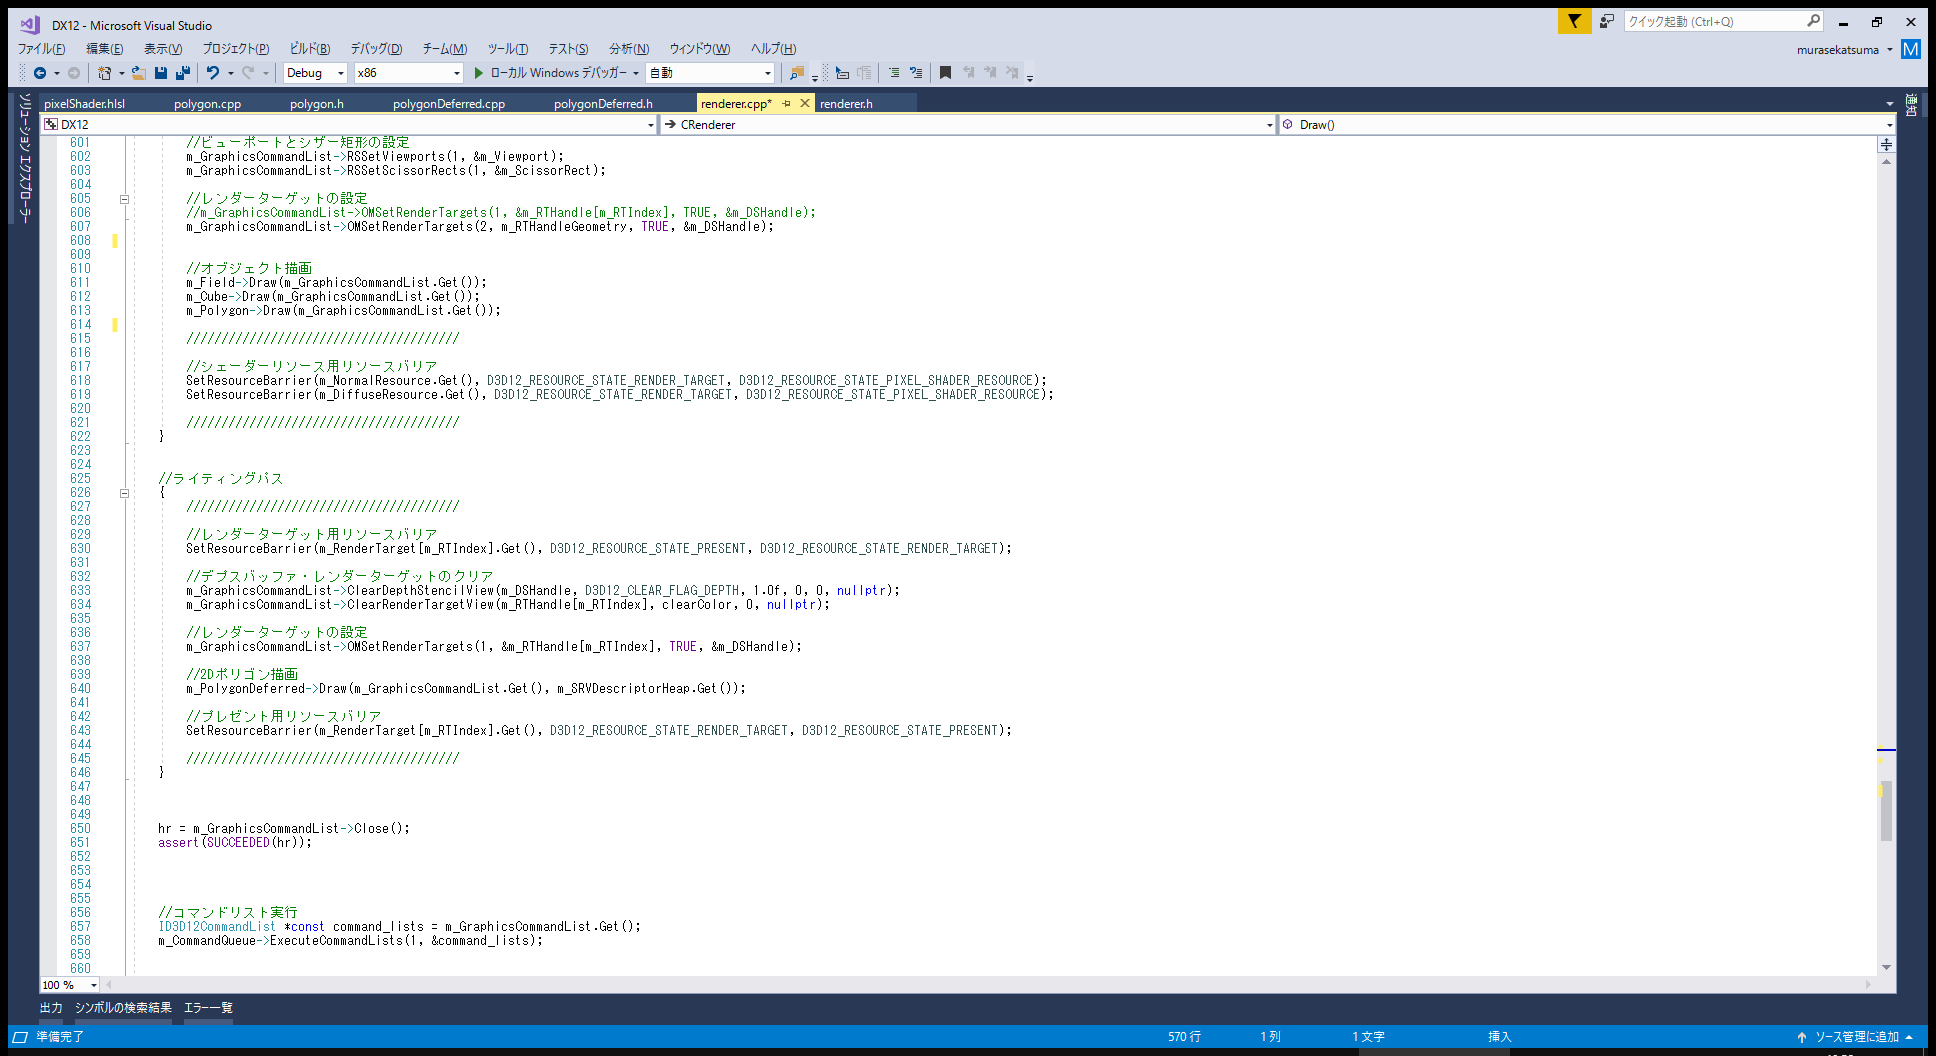 DX12 - Microsoft Visual Studio
クイック起動 (Ctrl+Q)
ファイル(F) 編集(E) 表示(V) プロジェクト(P) ビルド(B) デバッグ(D) チーム(M) ツール(T) テスト(S) 分析(N) ウィンドウ(W) ヘルプ(H)
murasekatsuma M
Debug x86 ローカル Windows デバッガー 自動
ソリューション エクスプローラー
通知
pixelShader.hlsl polygon.cpp polygon.h polygonDeferred.cpp polygonDeferred.h renderer.cpp* renderer.h
DX12 CRenderer Draw()
601 //ビューポートとシザー矩形の設定
602 m_GraphicsCommandList->RSSetViewports(1, &m_Viewport);
603 m_GraphicsCommandList->RSSetScissorRects(1, &m_ScissorRect);
604
605 //レンダーターゲットの設定
606 //m_GraphicsCommandList->OMSetRenderTargets(1, &m_RTHandle[m_RTIndex], TRUE, &m_DSHandle);
607 m_GraphicsCommandList->OMSetRenderTargets(2, m_RTHandleGeometry, TRUE, &m_DSHandle);
608
609
610 //オブジェクト描画
611 m_Field->Draw(m_GraphicsCommandList.Get());
612 m_Cube->Draw(m_GraphicsCommandList.Get());
613 m_Polygon->Draw(m_GraphicsCommandList.Get());
614
615 ///////////////////////////////////////
616
617 //シェーダーリソース用リソースバリア
618 SetResourceBarrier(m_NormalResource.Get(), D3D12_RESOURCE_STATE_RENDER_TARGET, D3D12_RESOURCE_STATE_PIXEL_SHADER_RESOURCE);
619 SetResourceBarrier(m_DiffuseResource.Get(), D3D12_RESOURCE_STATE_RENDER_TARGET, D3D12_RESOURCE_STATE_PIXEL_SHADER_RESOURCE);
620
621 ///////////////////////////////////////
622 }
623
624
625 //ライティングパス
626 {
627 ///////////////////////////////////////
628
629 //レンダーターゲット用リソースバリア
630 SetResourceBarrier(m_RenderTarget[m_RTIndex].Get(), D3D12_RESOURCE_STATE_PRESENT, D3D12_RESOURCE_STATE_RENDER_TARGET);
631
632 //デプスバッファ・レンダーターゲットのクリア
633 m_GraphicsCommandList->ClearDepthStencilView(m_DSHandle, D3D12_CLEAR_FLAG_DEPTH, 1.0f, 0, 0, nullptr);
634 m_GraphicsCommandList->ClearRenderTargetView(m_RTHandle[m_RTIndex], clearColor, 0, nullptr);
635
636 //レンダーターゲットの設定
637 m_GraphicsCommandList->OMSetRenderTargets(1, &m_RTHandle[m_RTIndex], TRUE, &m_DSHandle);
638
639 //2Dポリゴン描画
640 m_PolygonDeferred->Draw(m_GraphicsCommandList.Get(), m_SRVDescriptorHeap.Get());
641
642 //プレゼント用リソースバリア
643 SetResourceBarrier(m_RenderTarget[m_RTIndex].Get(), D3D12_RESOURCE_STATE_RENDER_TARGET, D3D12_RESOURCE_STATE_PRESENT);
644
645 ///////////////////////////////////////
646 }
647
648
649
650 hr = m_GraphicsCommandList->Close();
651 assert(SUCCEEDED(hr));
652
653
654
655
656 //コマンドリスト実行
657 ID3D12CommandList *const command_lists = m_GraphicsCommandList.Get();
658 m_CommandQueue->ExecuteCommandLists(1, &command_lists);
659
660
100 %
出力 シンボルの検索結果 エラー一覧
準備完了 570 行 1 列 1 文字 挿入 ソース管理に追加